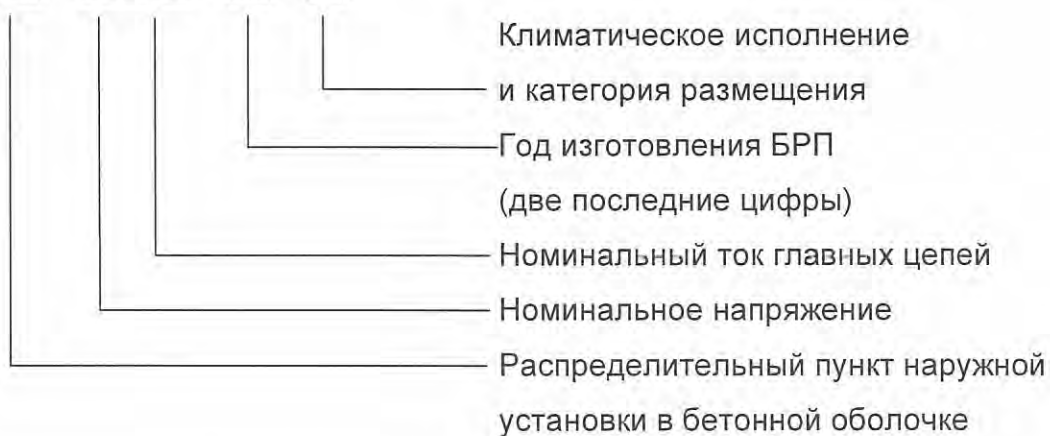 Климатическое исполнение
и категория размещения
Год изготовления БРП
(две последние цифры)
Номинальный ток главных цепей
Номинальное напряжение
Распределительный пункт наружной
установки в бетонной оболочке